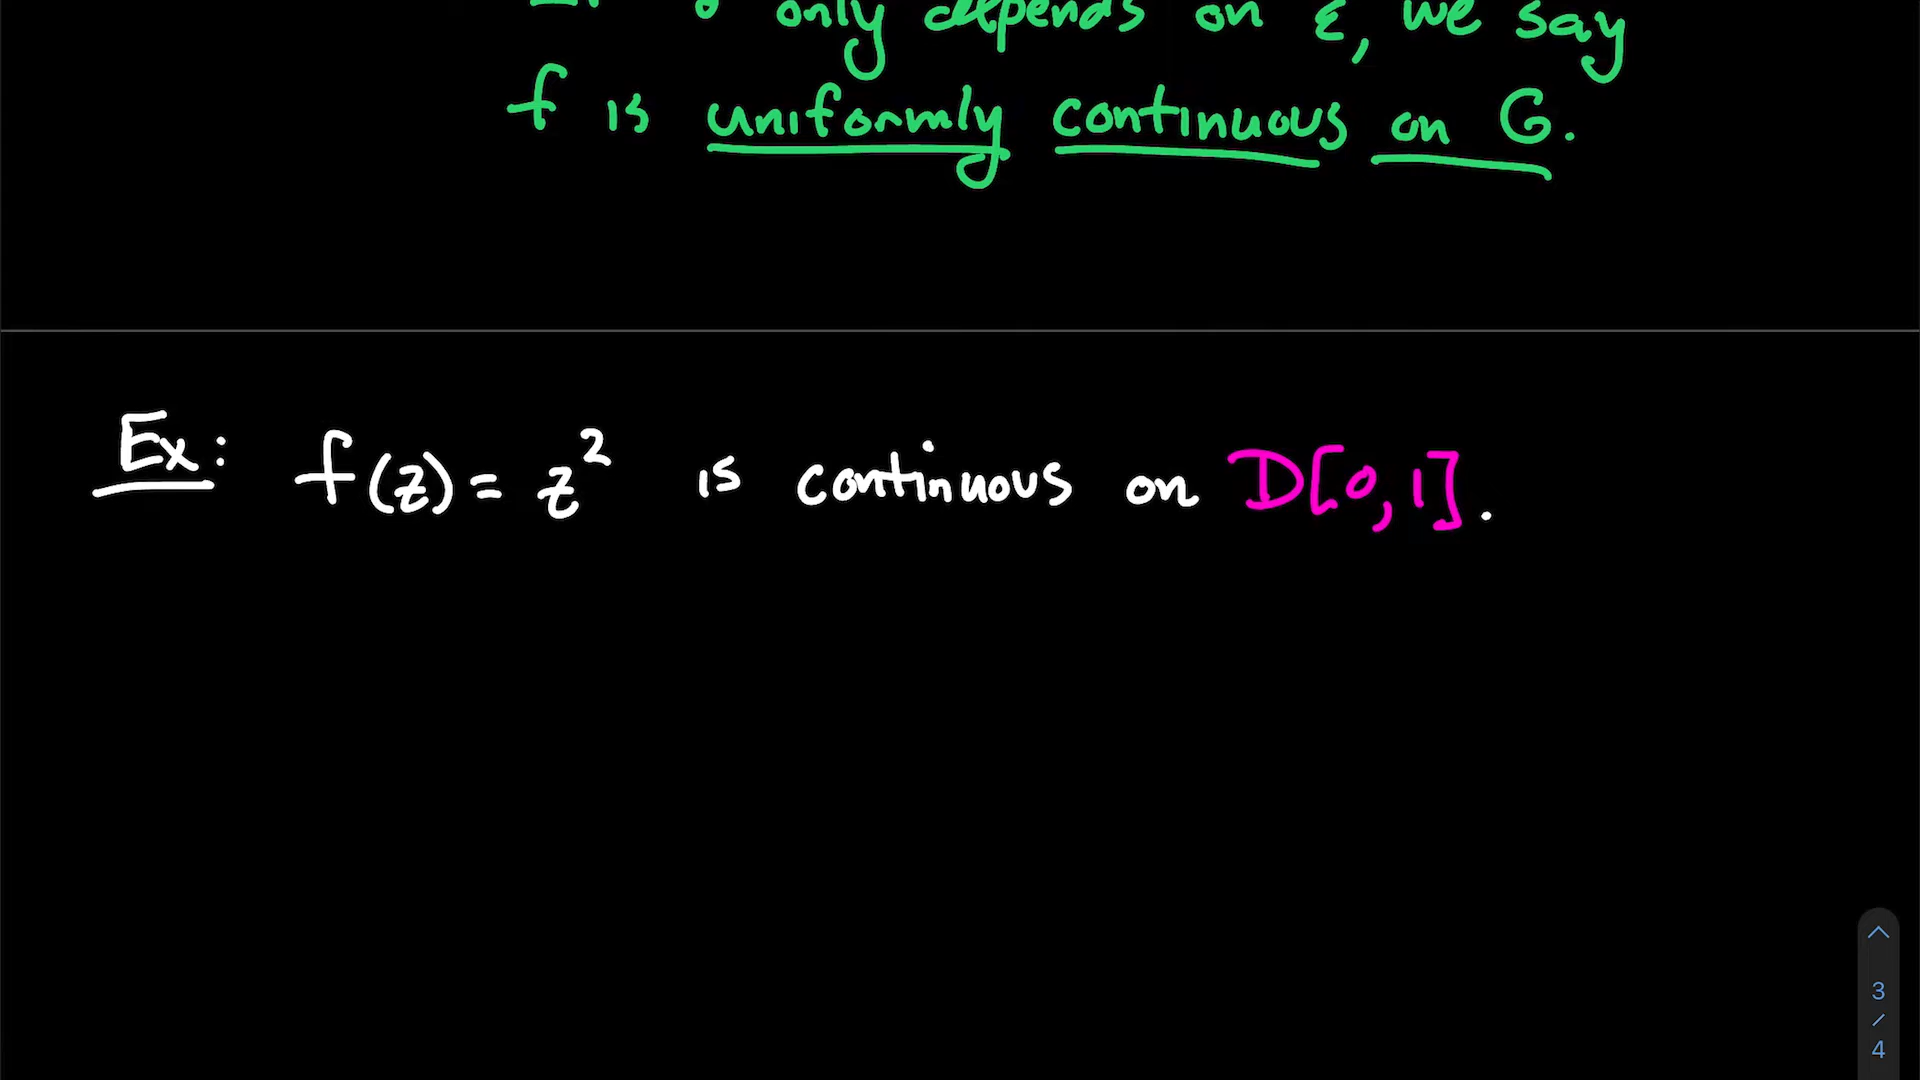 δ only depends on ε, we say
f is uniformly continuous on G.
Ex: f(z) = z² is continuous on D[0,1].
3
/
4